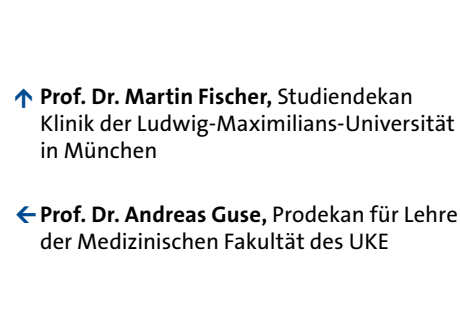 ↑ Prof. Dr. Martin Fischer, Studiendekan
Klinik der Ludwig-Maximilians-Universität
in München
← Prof. Dr. Andreas Guse, Prodekan für Lehre
der Medizinischen Fakultät des UKE